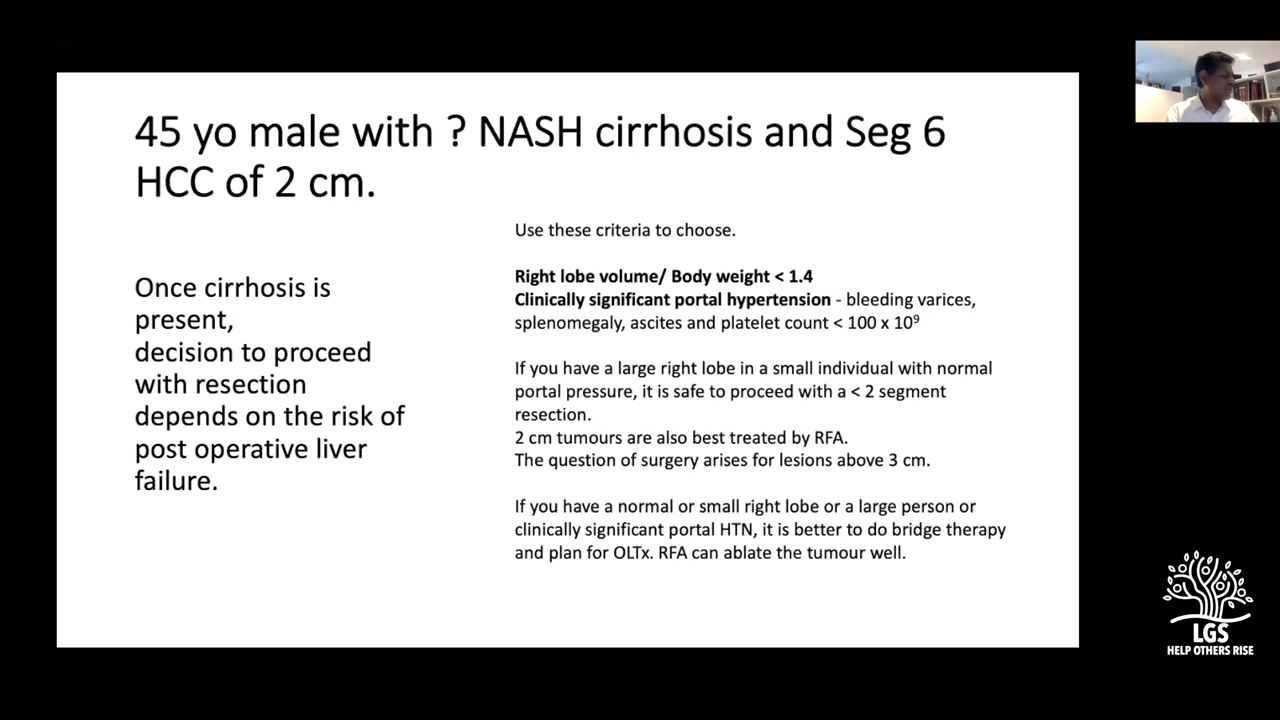 45 yo male with ? NASH cirrhosis and Seg 6
HCC of 2 cm.
Once cirrhosis is
present,
decision to proceed
with resection
depends on the risk of
post operative liver
failure.
Use these criteria to choose.
Right lobe volume/ Body weight < 1.4
Clinically significant portal hypertension - bleeding varices,
splenomegaly, ascites and platelet count < 100 x 10⁹
If you have a large right lobe in a small individual with normal
portal pressure, it is safe to proceed with a < 2 segment
resection.
2 cm tumours are also best treated by RFA.
The question of surgery arises for lesions above 3 cm.
If you have a normal or small right lobe or a large person or
clinically significant portal HTN, it is better to do bridge therapy
and plan for OLTx. RFA can ablate the tumour well.
LGS
HELP OTHERS RISE